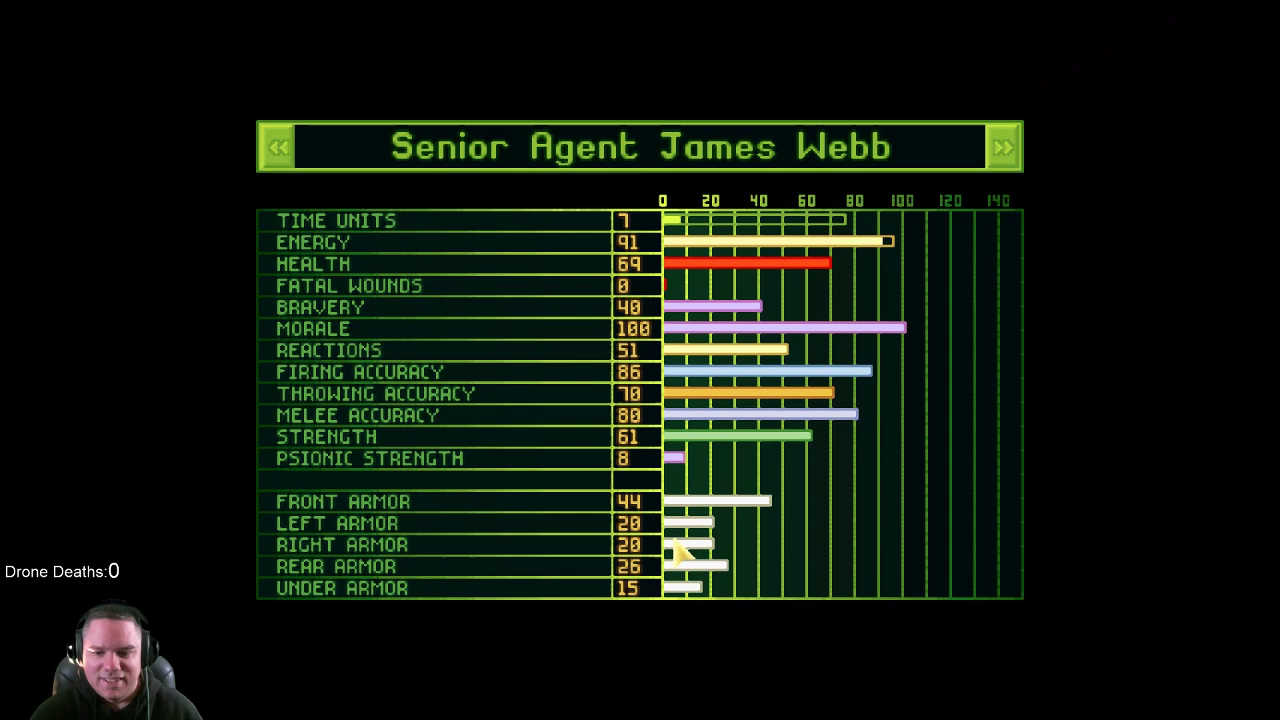 Senior Agent James Webb
0 20 40 60 80 100 120 140
TIME UNITS 7
ENERGY 91
HEALTH 69
FATAL WOUNDS 0
BRAVERY 40
MORALE 100
REACTIONS 51
FIRING ACCURACY 86
THROWING ACCURACY 70
MELEE ACCURACY 80
STRENGTH 61
PSIONIC STRENGTH 8
FRONT ARMOR 44
LEFT ARMOR 20
RIGHT ARMOR 20
REAR ARMOR 26
UNDER ARMOR 15
Drone Deaths:0